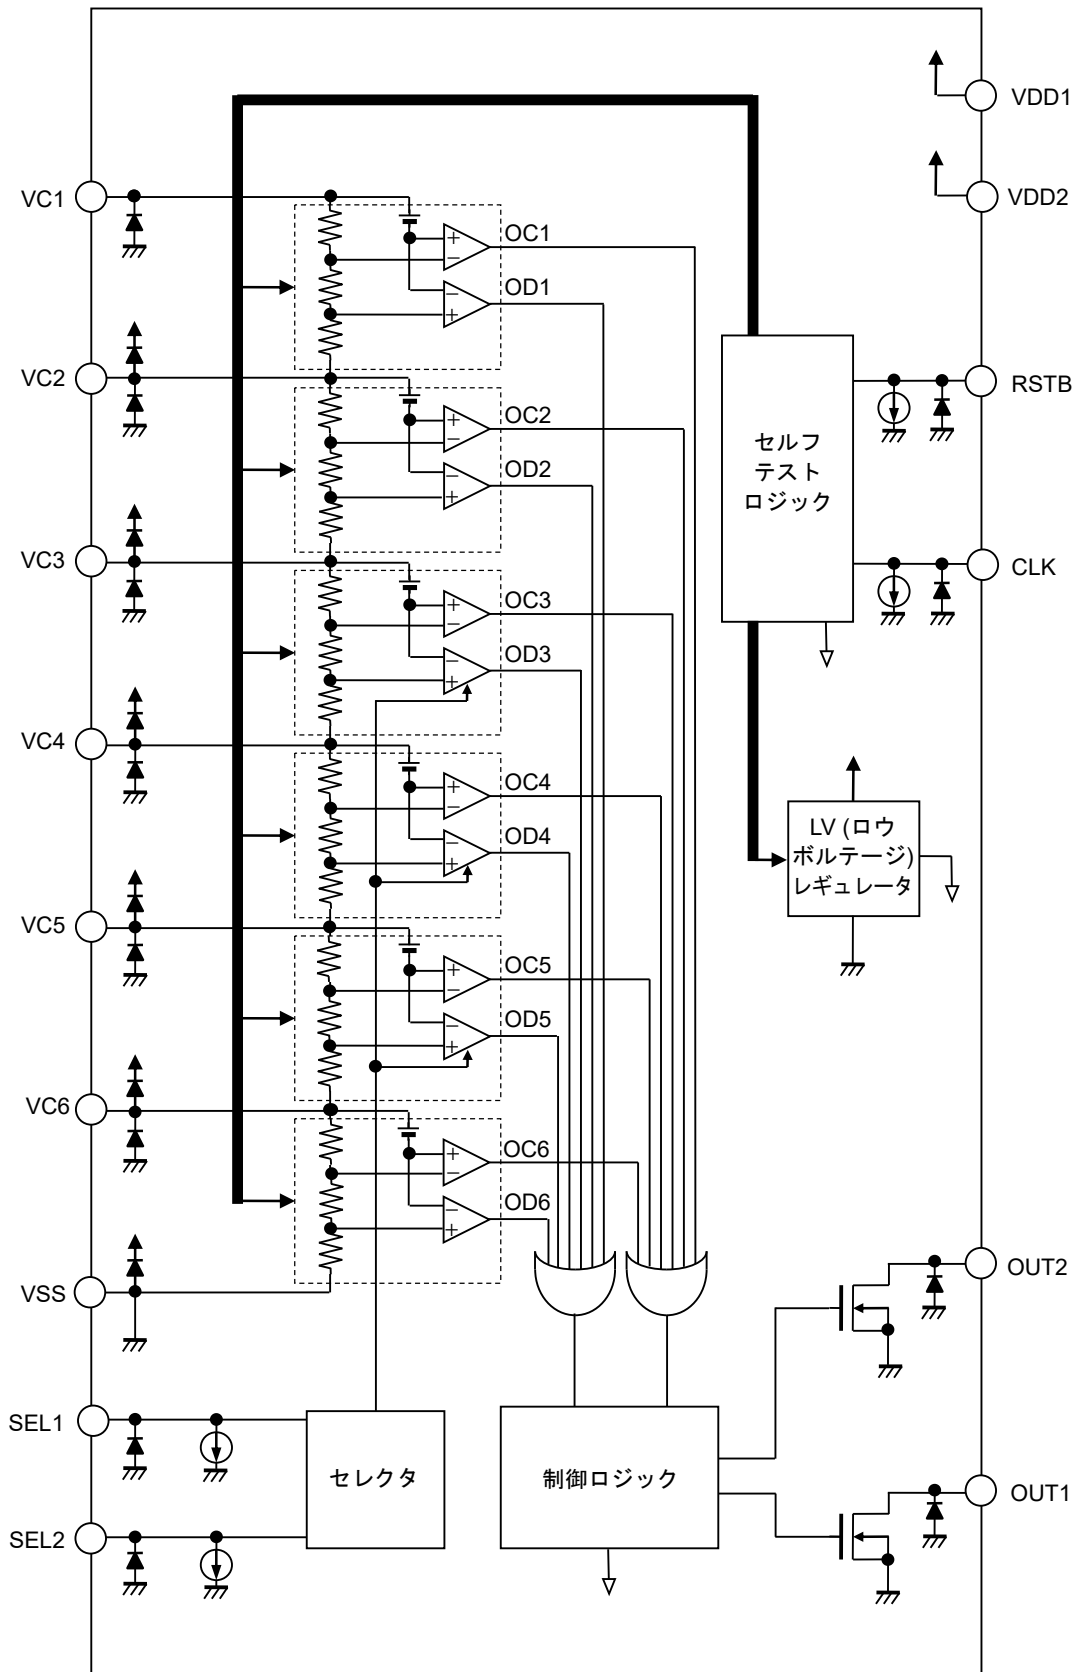 VDD1
VDD2
VC1
OC1
OD1
VC2
RSTB
OC2
OD2
セルフ
テスト
ロジック
VC3
CLK
OC3
OD3
VC4
OC4
OD4
LV (ロウ
ボルテージ)
レギュレータ
VC5
OC5
OD5
VC6
OC6
OD6
VSS
OUT2
SEL1
セレクタ
制御ロジック
OUT1
SEL2